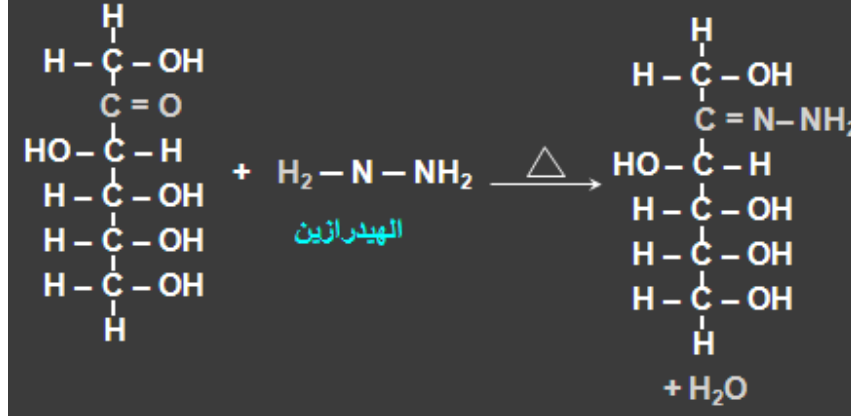 H
H – C – OH
C = O
HO – C – H
H – C – OH
H – C – OH
H – C – OH
H
+
H₂ – N – NH₂
الهيدرازين
△
H
H – C – OH
C = N – NH₂
HO – C – H
H – C – OH
H – C – OH
H – C – OH
H
+ H₂O